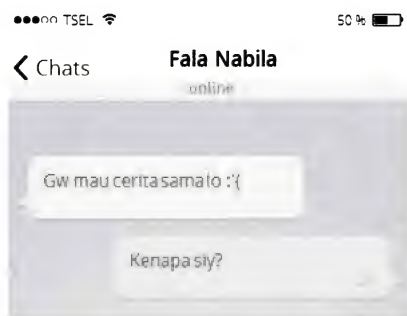 TSEL 50 %
Chats Fala Nabila
online
Gw mau cerita sama lo :'(
Kenapa siy?